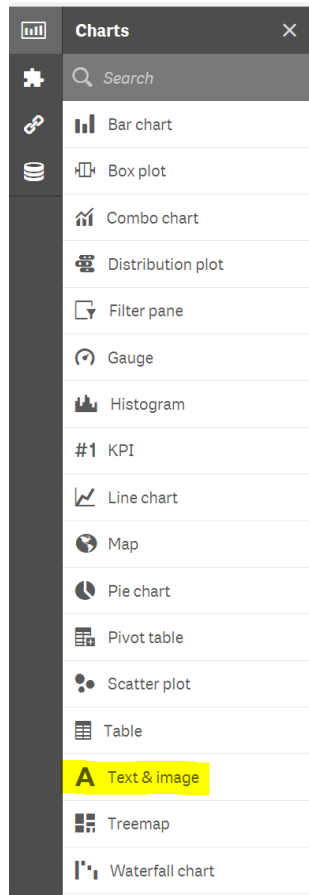 Charts
Search
Bar chart
Box plot
Combo chart
Distribution plot
Filter pane
Gauge
Histogram
#1 KPI
Line chart
Map
Pie chart
Pivot table
Scatter plot
Table
A Text & image
Treemap
Waterfall chart